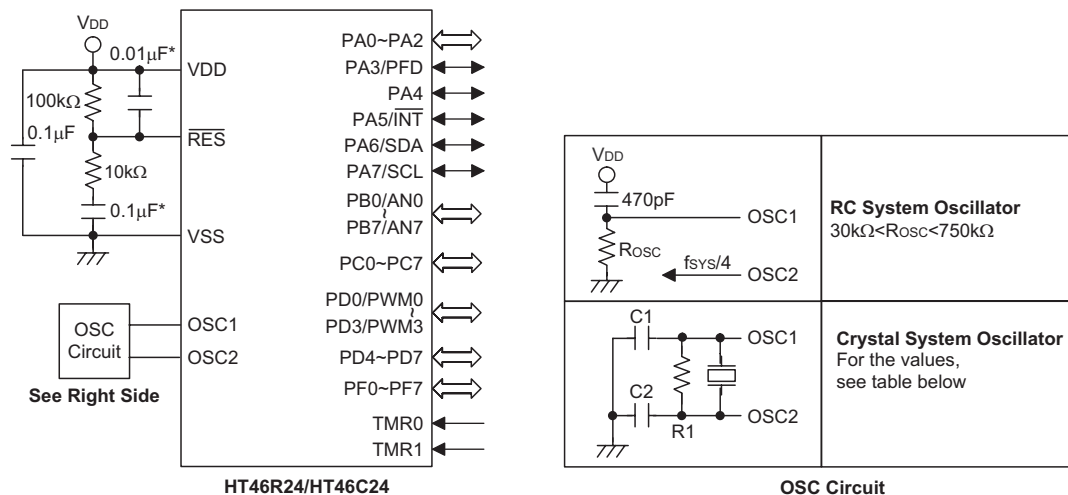 VDD
0.01μF*
VDD
100kΩ
0.1μF
RES
10kΩ
0.1μF*
VSS
OSC
Circuit
OSC1
OSC2
See Right Side
PA0~PA2
PA3/PFD
PA4
PA5/INT
PA6/SDA
PA7/SCL
PB0/AN0
~
PB7/AN7
PC0~PC7
PD0/PWM0
~
PD3/PWM3
PD4~PD7
PF0~PF7
TMR0
TMR1
HT46R24/HT46C24
VDD
470pF
OSC1
ROSC
fSYS/4
OSC2
RC System Oscillator
30kΩ<ROSC<750kΩ
C1
OSC1
C2
OSC2
R1
Crystal System Oscillator
For the values,
see table below
OSC Circuit